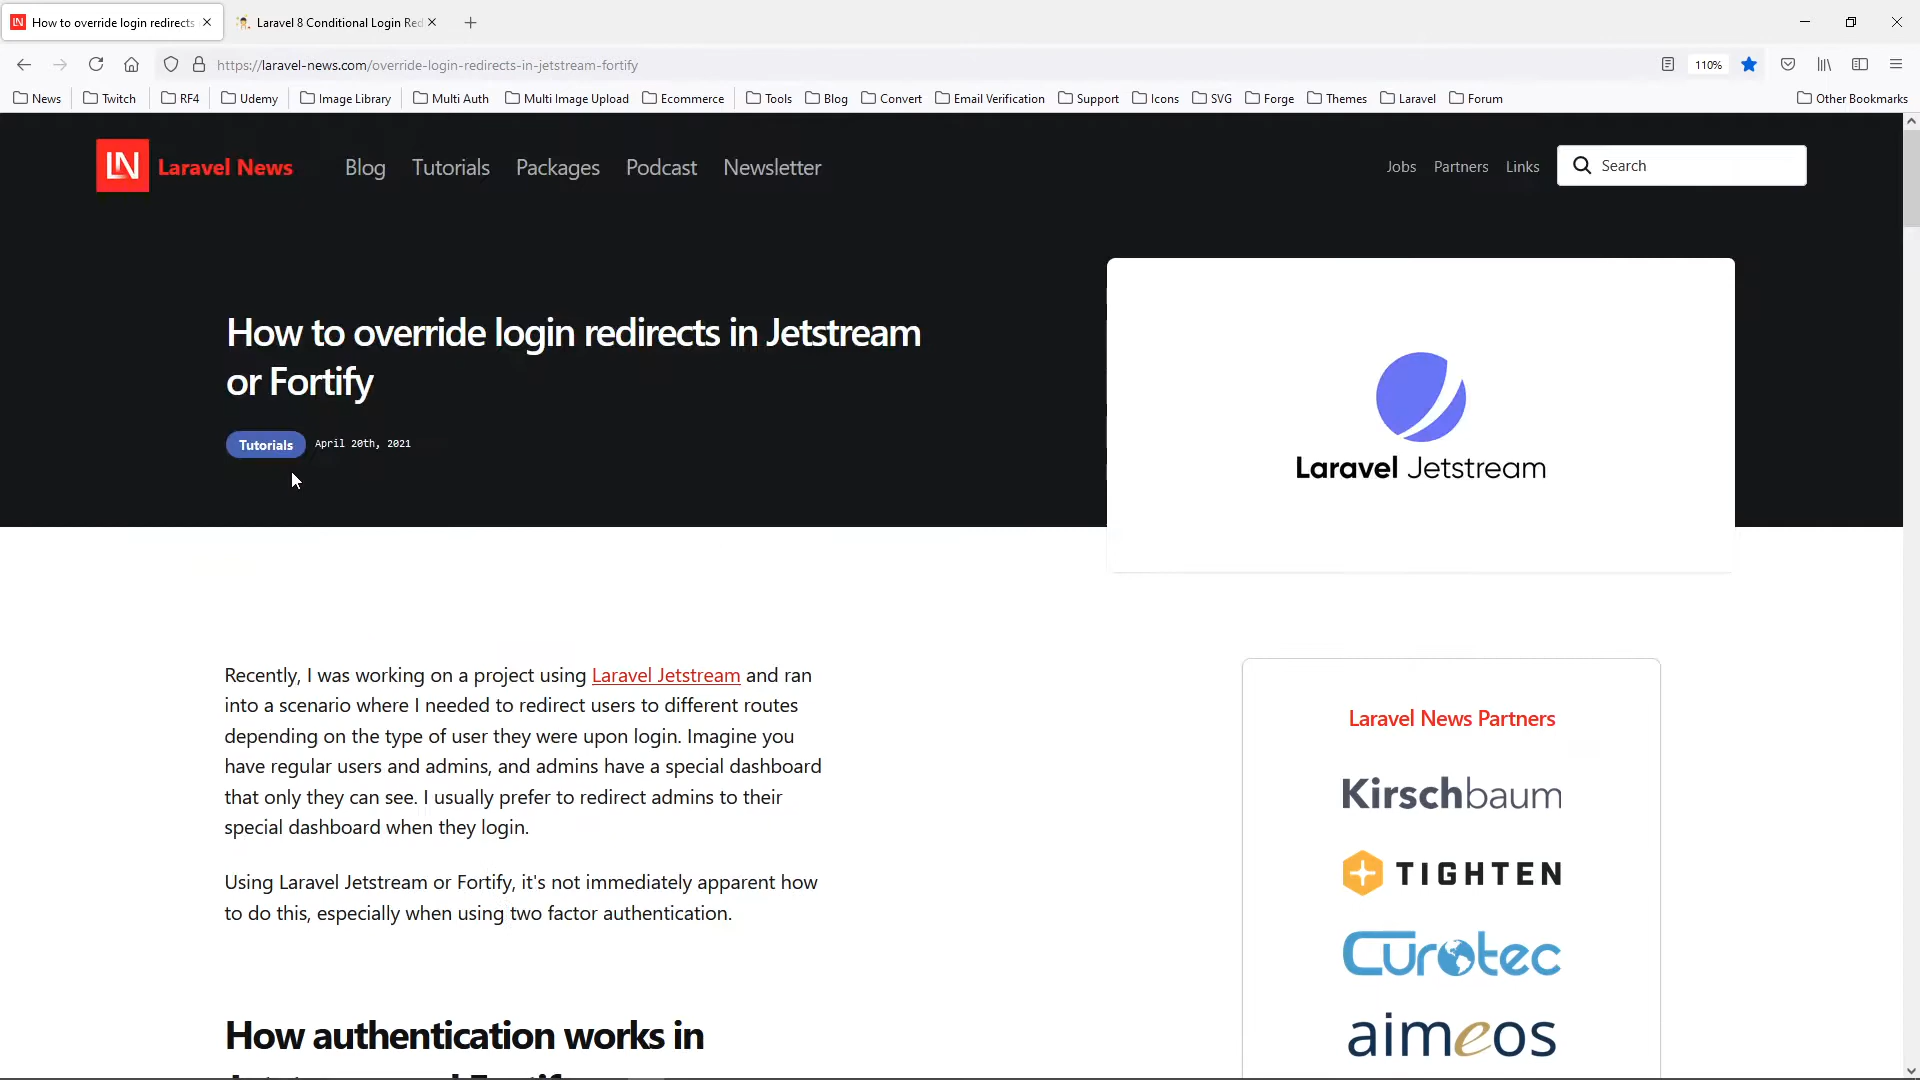 How to override login redirects
Laravel 8 Conditional Login Red
https://laravel-news.com/override-login-redirects-in-jetstream-fortify
110%
News
Twitch
RF4
Udemy
Image Library
Multi Auth
Multi Image Upload
Ecommerce
Tools
Blog
Convert
Email Verification
Support
Icons
SVG
Forge
Themes
Laravel
Forum
Other Bookmarks
LN
Laravel News
Blog
Tutorials
Packages
Podcast
Newsletter
Jobs
Partners
Links
Search
How to override login redirects in Jetstream
or Fortify
Tutorials
April 20th, 2021
Laravel Jetstream
Recently, I was working on a project using Laravel Jetstream and ran
into a scenario where I needed to redirect users to different routes
depending on the type of user they were upon login. Imagine you
have regular users and admins, and admins have a special dashboard
that only they can see. I usually prefer to redirect admins to their
special dashboard when they login.
Using Laravel Jetstream or Fortify, it's not immediately apparent how
to do this, especially when using two factor authentication.
How authentication works in
Laravel News Partners
Kirschbaum
TIGHTEN
Curotec
aimeos